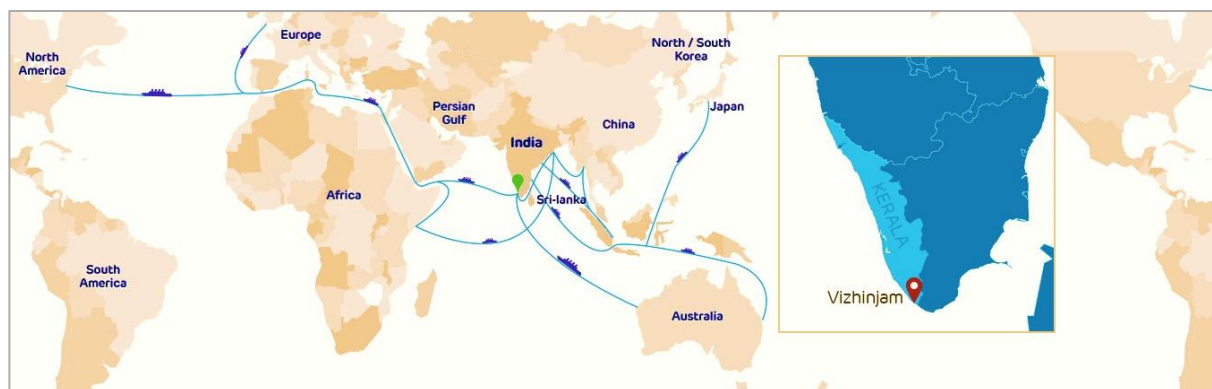 Europe
North
America
North / South
Korea
Persian
Gulf
Japan
China
India
Africa
Sri-lanka
South
America
Australia
KERALA
Vizhinjam